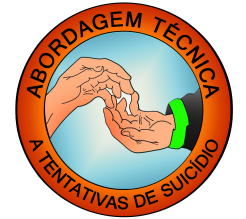 ABORDAGEM TÉCNICA
A TENTATIVAS DE SUICÍDIO